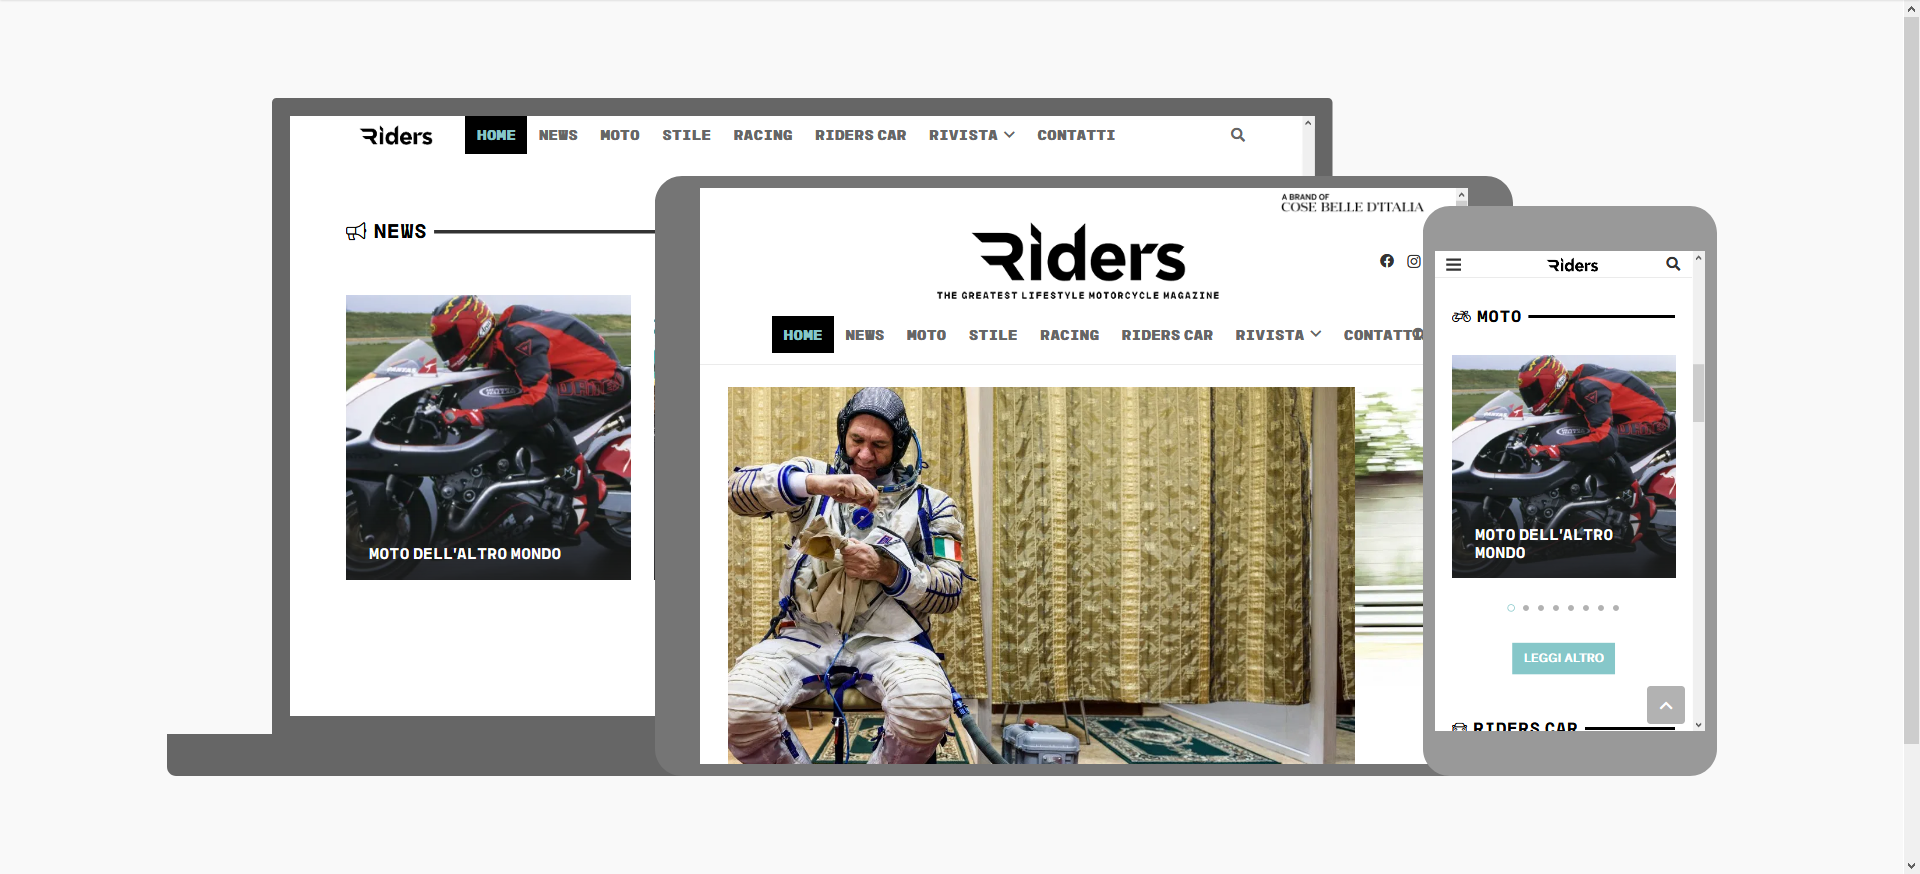 Riders
HOME NEWS MOTO STILE RACING RIDERS CAR RIVISTA CONTATTI
NEWS
MOTO DELL'ALTRO MONDO
A BRAND OF
COSE BELLE D'ITALIA
Riders
THE GREATEST LIFESTYLE MOTORCYCLE MAGAZINE
HOME NEWS MOTO STILE RACING RIDERS CAR RIVISTA CONTATTI
Riders
MOTO
MOTO DELL'ALTRO
MONDO
LEGGI ALTRO
RIDERS CAR